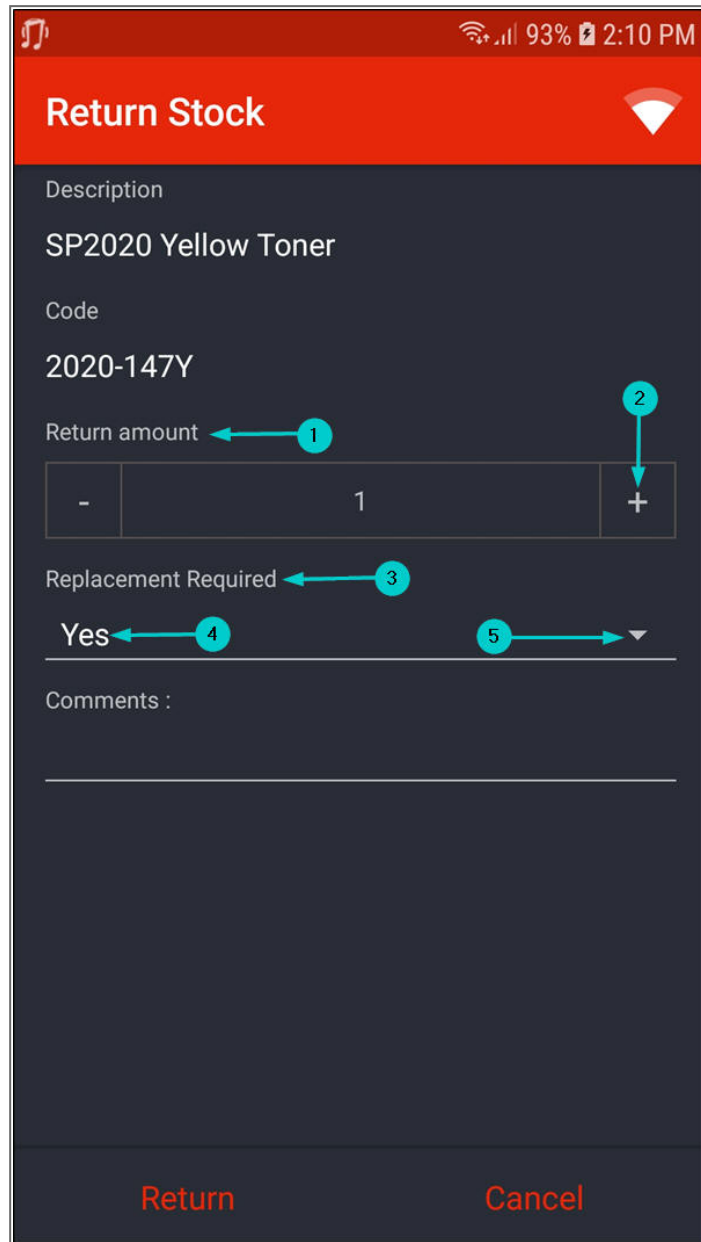 93% 2:10 PM
Return Stock
Description
SP2020 Yellow Toner
Code
2020-147Y
2
Return amount 1
- 1 +
Replacement Required 3
Yes 4 5
Comments :
Return Cancel